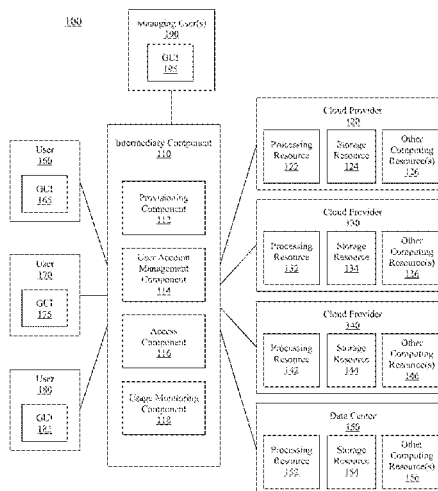 100
Managing User(s)
190
GUI
195
User
160
GUI
165
User
170
GUI
175
User
180
GUI
185
Intermediary Component
110
Provisioning
Component
112
User Account
Management
Component
114
Access
Component
116
Usage Monitoring
Component
118
Cloud Provider
120
Processing
Resource
122
Storage
Resource
124
Other
Computing
Resource(s)
126
Cloud Provider
130
Processing
Resource
132
Storage
Resource
134
Other
Computing
Resource(s)
136
Cloud Provider
140
Processing
Resource
142
Storage
Resource
144
Other
Computing
Resource(s)
146
Data Center
150
Processing
Resource
152
Storage
Resource
154
Other
Computing
Resource(s)
156